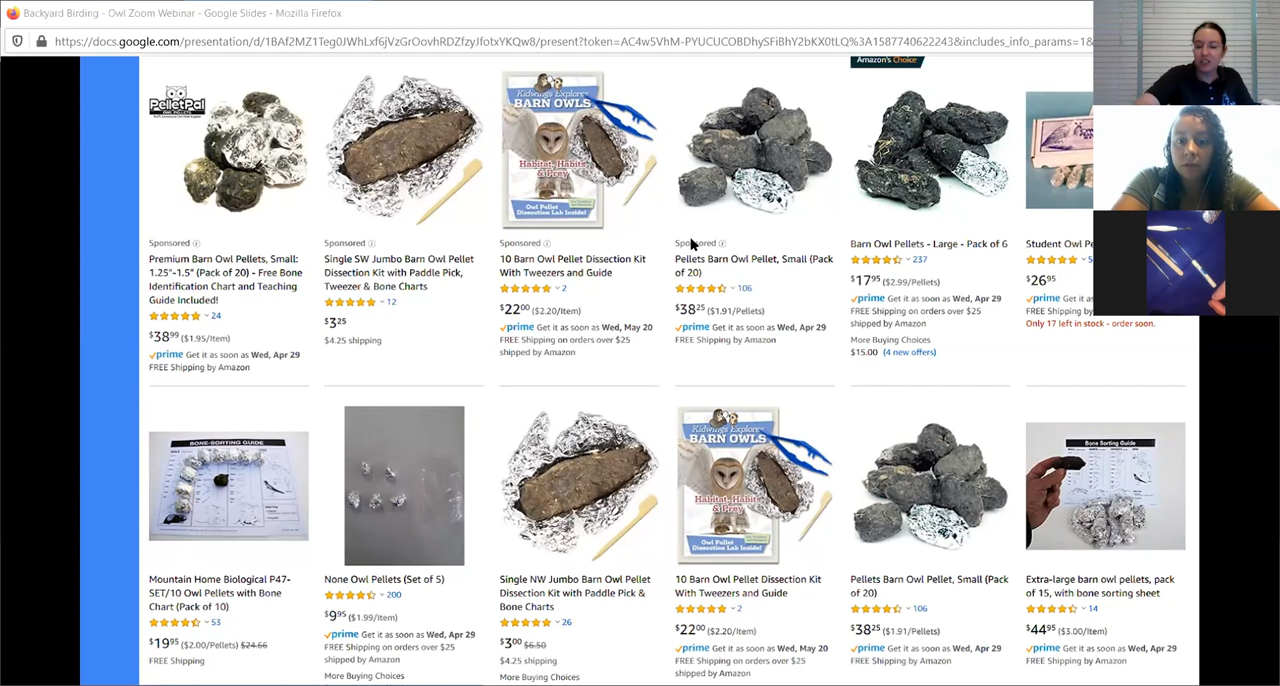 Backyard Birding - Owl Zoom Webinar - Google Slides - Mozilla Firefox
Amazon's Choice
PelletPal
OWL PELLETS
Kidwings Explore
BARN OWLS
Habitat, Habits
& Prey
Owl Pellet
Dissection Lab Inside!
Sponsored
Premium Barn Owl Pellets, Small:
1.25"-1.5" (Pack of 20) - Free Bone
Identification Chart and Teaching
Guide Included!
24
$38.99 ($1.95/Item)
prime Get it as soon as Wed, Apr 29
FREE Shipping by Amazon
Sponsored
Single SW Jumbo Barn Owl Pellet
Dissection Kit with Paddle Pick,
Tweezer & Bone Charts
12
$3.25
$4.25 shipping
Sponsored
10 Barn Owl Pellet Dissection Kit
With Tweezers and Guide
2
$22.00 ($2.20/Item)
prime Get it as soon as Wed, May 20
FREE Shipping on orders over $25
shipped by Amazon
Sponsored
Pellets Barn Owl Pellet, Small (Pack
of 20)
106
$38.25 ($1.91/Pellets)
prime Get it as soon as Wed, Apr 29
FREE Shipping by Amazon
Barn Owl Pellets - Large - Pack of 6
237
$17.95 ($2.99/Pellets)
prime Get it as soon as Wed, Apr 29
FREE Shipping on orders over $25
shipped by Amazon
More Buying Choices
$15.00 (4 new offers)
Student Owl Pe
5
$26.95
prime Get it as soon as
FREE Shipping by Amaz
Only 17 left in stock - order soon.
BONE-SORTING GUIDE
Mountain Home Biological P47-
SET/10 Owl Pellets with Bone
Chart (Pack of 10)
53
$19.95 ($2.00/Pellets) $24.66
FREE Shipping
None Owl Pellets (Set of 5)
200
$9.95 ($1.99/Item)
prime Get it as soon as Wed, Apr 29
FREE Shipping on orders over $25
shipped by Amazon
More Buying Choices
Single NW Jumbo Barn Owl Pellet
Dissection Kit with Paddle Pick &
Bone Charts
26
$3.00 $6.50
$4.25 shipping
More Buying Choices
Kidwings Explore
BARN OWLS
Habitat, Habits
& Prey
Owl Pellet
Dissection Lab Inside!
10 Barn Owl Pellet Dissection Kit
With Tweezers and Guide
2
$22.00 ($2.20/Item)
prime Get it as soon as Wed, May 20
FREE Shipping on orders over $25
shipped by Amazon
Pellets Barn Owl Pellet, Small (Pack
of 20)
106
$38.25 ($1.91/Pellets)
prime Get it as soon as Wed, Apr 29
FREE Shipping by Amazon
Bone Sorting Guide
Extra-large barn owl pellets, pack
of 15, with bone sorting sheet
14
$44.95 ($3.00/Item)
prime Get it as soon as Wed, Apr 29
FREE Shipping by Amazon